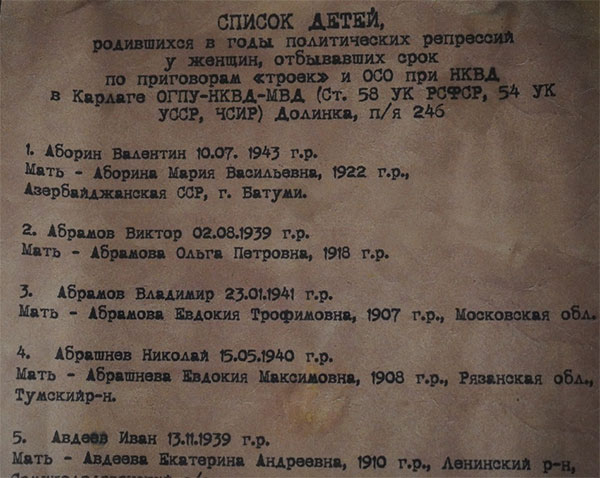 СПИСОК ДЕТЕЙ,
родившихся в годы политических репрессий
у женщин, отбывавших срок
по приговорам «троек» и ОСО при НКВД
в Карлаге ОГПУ-НКВД-МВД (Ст. 58 УК РСФСР, 54 УК
УССР, ЧСИР) Долинка, п/я 246
1. Аборин Валентин 10.07. 1943 г.р.
Мать - Аборина Мария Васильевна, 1922 г.р.,
Азербайджанская ССР, г. Батуми.
2. Абрамов Виктор 02.08.1939 г.р.
Мать - Абрамова Ольга Петровна, 1918 г.р.
3. Абрамов Владимир 23.01.1941 г.р.
Мать - Абрамова Евдокия Трофимовна, 1907 г.р., Московская обл.
4. Абрашнев Николай 15.05.1940 г.р.
Мать - Абрашнева Евдокия Максимовна, 1908 г.р., Рязанская обл.,
Тумскийр-н.
5. Авдеев Иван 13.11.1939 г.р.
Мать - Авдеева Екатерина Андреевна, 1910 г.р., Ленинский р-н,